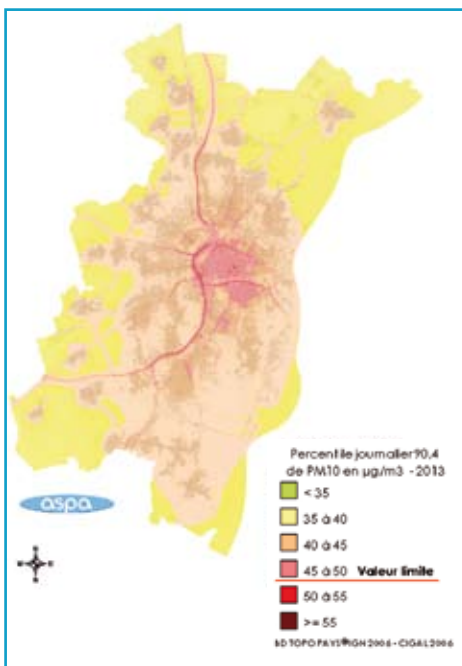 Percentile journalier 90,4
de PM10 en µg/m3 - 2013
< 35
35 à 40
40 à 45
45 à 50 Valeur limite
50 à 55
>= 55
aspa
BD TOPO PAYS®IGN 2006 - CIGAL 2006